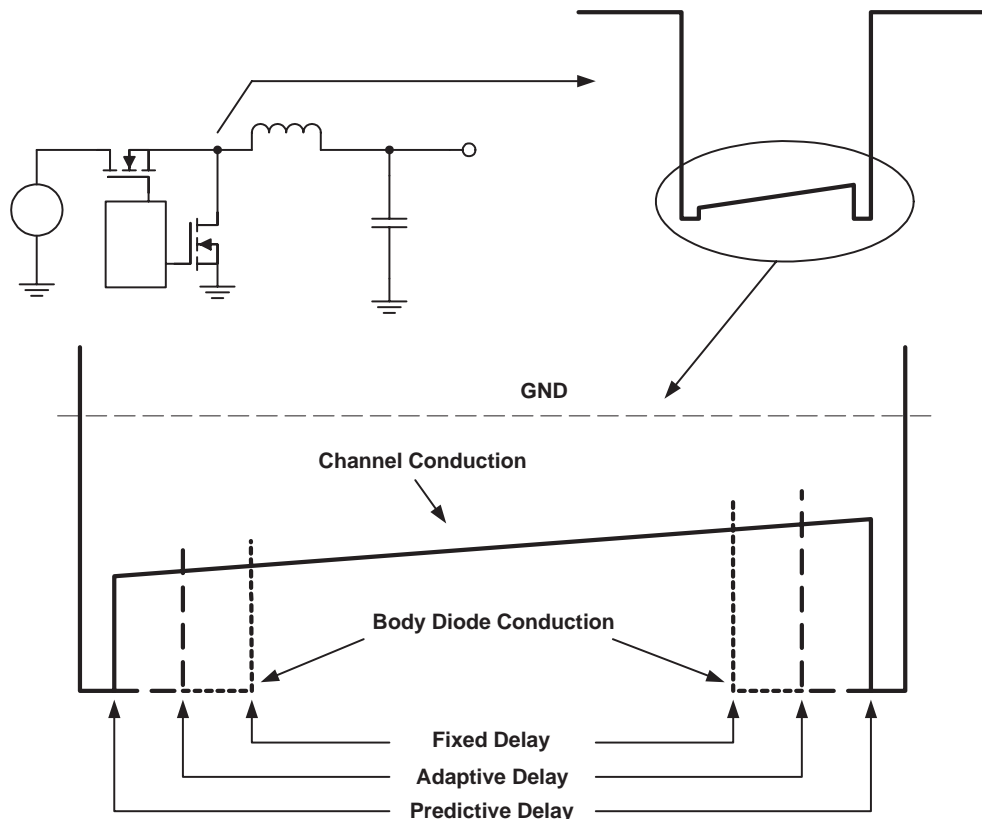 GND
Channel Conduction
Body Diode Conduction
Fixed Delay
Adaptive Delay
Predictive Delay